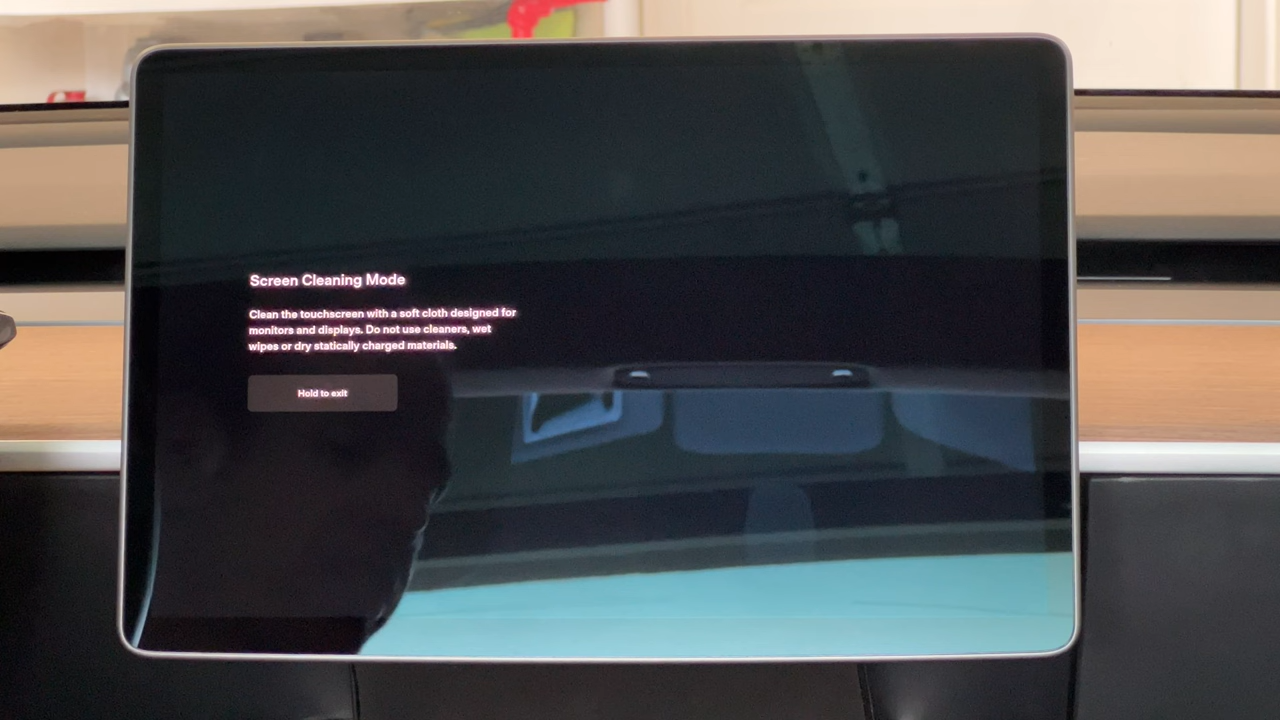 Screen Cleaning Mode
Clean the touchscreen with a soft cloth designed for
monitors and displays. Do not use cleaners, wet
wipes or dry statically charged materials.
Hold to exit